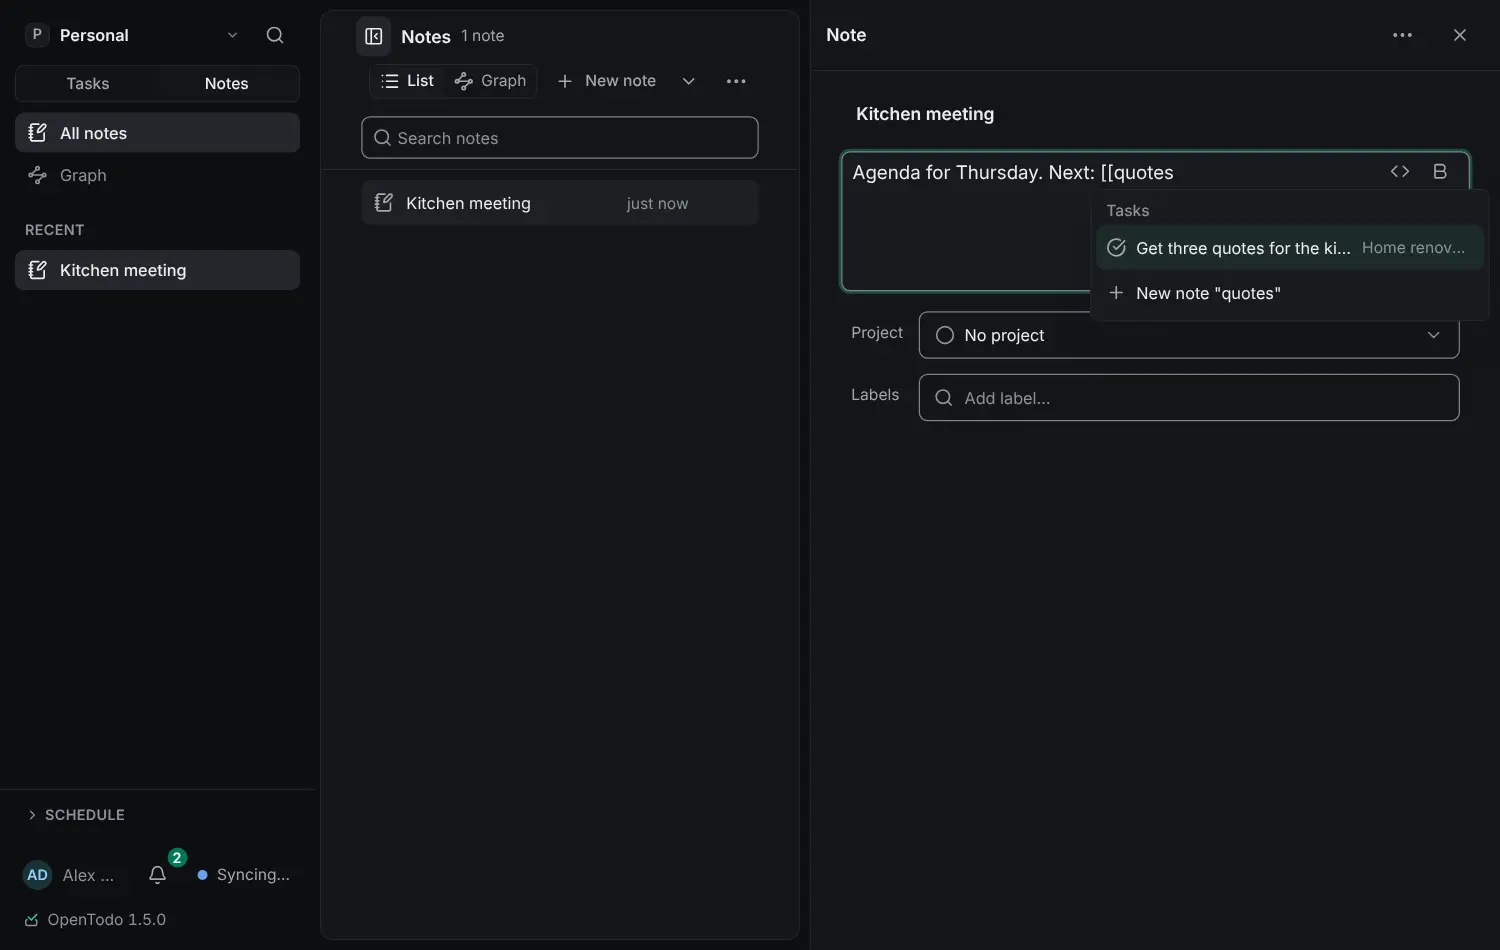 P Personal
Tasks Notes
All notes
Graph
RECENT
Kitchen meeting
SCHEDULE
AD Alex ... 2 Syncing...
OpenTodo 1.5.0
Notes 1 note
List Graph New note
Search notes
Kitchen meeting just now
Note
Kitchen meeting
Agenda for Thursday. Next: [[quotes
Tasks
Get three quotes for the ki... Home renov...
New note "quotes"
Project No project
Labels Add label...